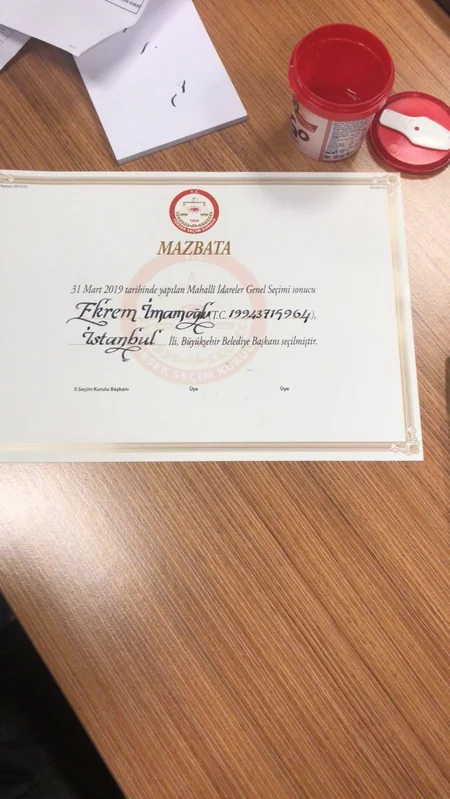 T.C.
MAZBATA
31 Mart 2019 tarihinde yapılan Mahalli İdareler Genel Seçimi sonucu
Ekrem İmamoğlu (T.C. 19943715964),
İstanbul İli, Büyükşehir Belediye Başkanı seçilmiştir.
İl Seçim Kurulu Başkanı Üye Üye